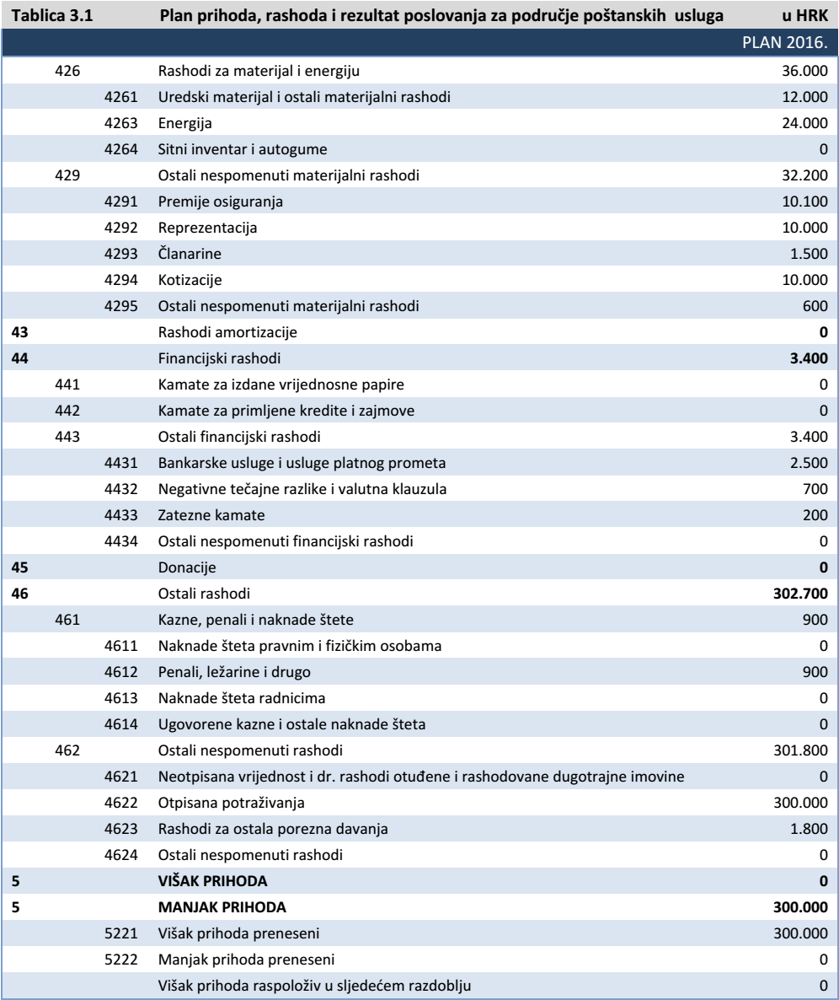 Tablica 3.1 Plan prihoda, rashoda i rezultat poslovanja za područje poštanskih usluga u HRK
PLAN 2016.
426 Rashodi za materijal i energiju 36.000
4261 Uredski materijal i ostali materijalni rashodi 12.000
4263 Energija 24.000
4264 Sitni inventar i autogume 0
429 Ostali nespomenuti materijalni rashodi 32.200
4291 Premije osiguranja 10.100
4292 Reprezentacija 10.000
4293 Članarine 1.500
4294 Kotizacije 10.000
4295 Ostali nespomenuti materijalni rashodi 600
43 Rashodi amortizacije 0
44 Financijski rashodi 3.400
441 Kamate za izdane vrijednosne papire 0
442 Kamate za primljene kredite i zajmove 0
443 Ostali financijski rashodi 3.400
4431 Bankarske usluge i usluge platnog prometa 2.500
4432 Negativne tečajne razlike i valutna klauzula 700
4433 Zatezne kamate 200
4434 Ostali nespomenuti financijski rashodi 0
45 Donacije 0
46 Ostali rashodi 302.700
461 Kazne, penali i naknade štete 900
4611 Naknade šteta pravnim i fizičkim osobama 0
4612 Penali, ležarine i drugo 900
4613 Naknade šteta radnicima 0
4614 Ugovorene kazne i ostale naknade šteta 0
462 Ostali nespomenuti rashodi 301.800
4621 Neotpisana vrijednost i dr. rashodi otuđene i rashodovane dugotrajne imovine 0
4622 Otpisana potraživanja 300.000
4623 Rashodi za ostala porezna davanja 1.800
4624 Ostali nespomenuti rashodi 0
5 VIŠAK PRIHODA 0
5 MANJAK PRIHODA 300.000
5221 Višak prihoda preneseni 300.000
5222 Manjak prihoda preneseni 0
Višak prihoda raspoloživ u sljedećem razdoblju 0